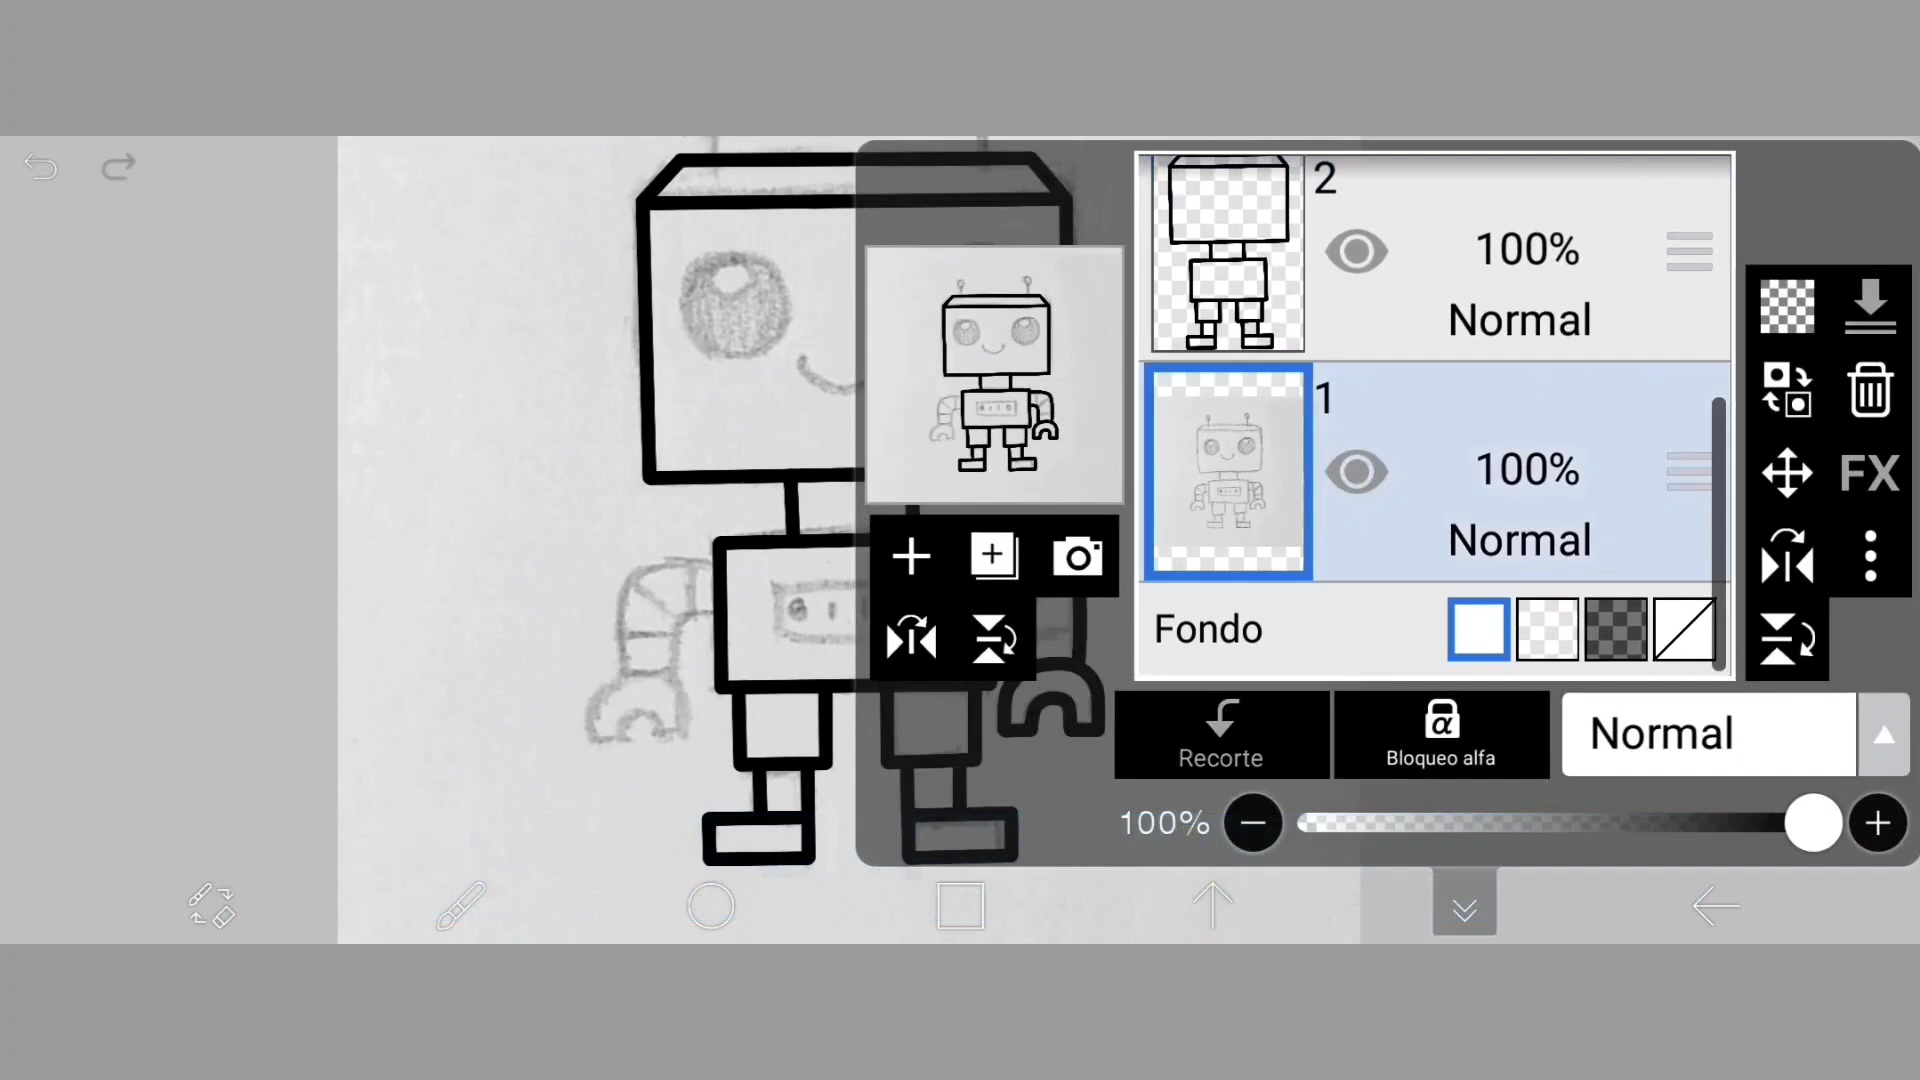 2
100%
Normal
1
100%
Normal
FX
Fondo
Recorte
α
Bloqueo alfa
Normal
100%